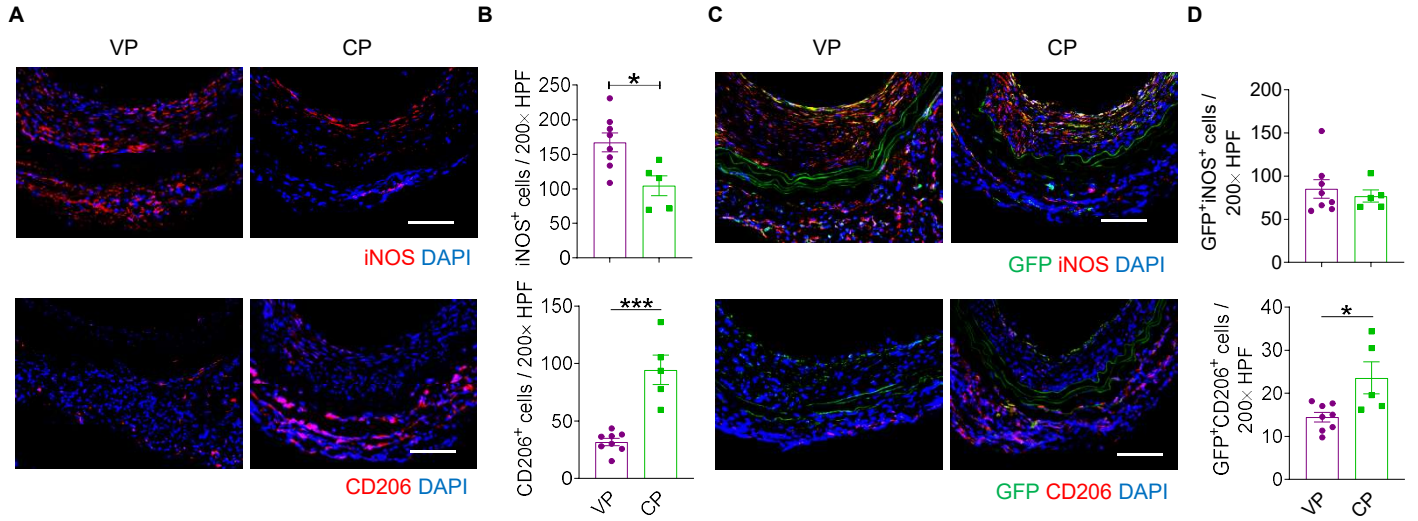 A
B
C
D
VP
CP
VP
CP
iNOS DAPI
iNOS⁺ cells / 200× HPF
250
200
150
100
50
0
*
GFP iNOS DAPI
GFP⁺iNOS⁺ cells /
200× HPF
200
150
100
50
0
CD206 DAPI
CD206⁺ cells / 200× HPF
150
100
50
0
***
VP
CP
GFP CD206 DAPI
GFP⁺CD206⁺ cells /
200× HPF
40
30
20
10
0
*
VP
CP